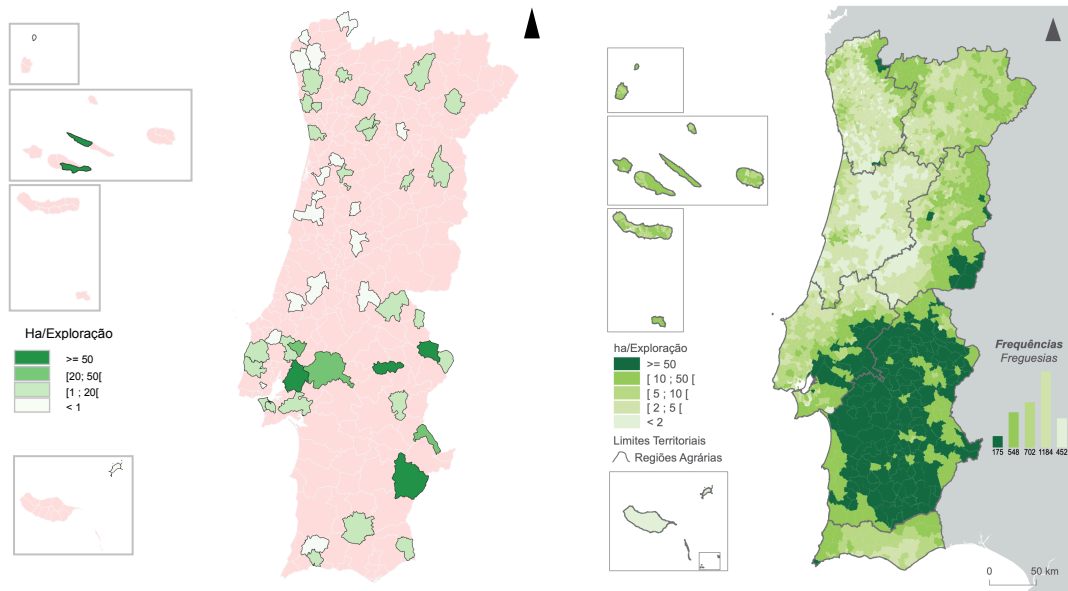 Ha/Exploração
>= 50
[20; 50[
[1 ; 20[
< 1
ha/Exploração
>= 50
[ 10 ; 50 [
[ 5 ; 10 [
[ 2 ; 5 [
< 2
Limites Territoriais
Regiões Agrárias
Frequências
Freguesias
175 548 702 1184 452
0 50 km